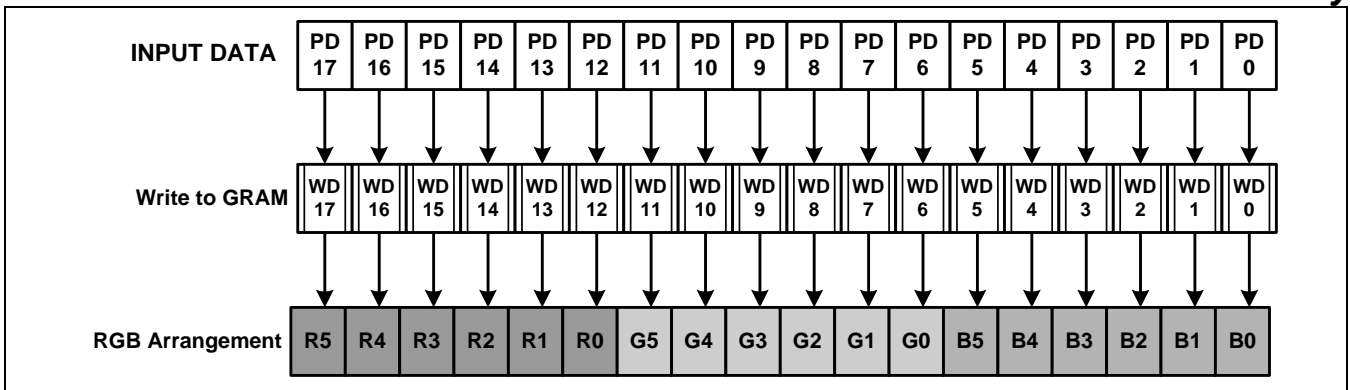 INPUT DATA PD 17 PD 16 PD 15 PD 14 PD 13 PD 12 PD 11 PD 10 PD 9 PD 8 PD 7 PD 6 PD 5 PD 4 PD 3 PD 2 PD 1 PD 0
Write to GRAM WD 17 WD 16 WD 15 WD 14 WD 13 WD 12 WD 11 WD 10 WD 9 WD 8 WD 7 WD 6 WD 5 WD 4 WD 3 WD 2 WD 1 WD 0
RGB Arrangement R5 R4 R3 R2 R1 R0 G5 G4 G3 G2 G1 G0 B5 B4 B3 B2 B1 B0